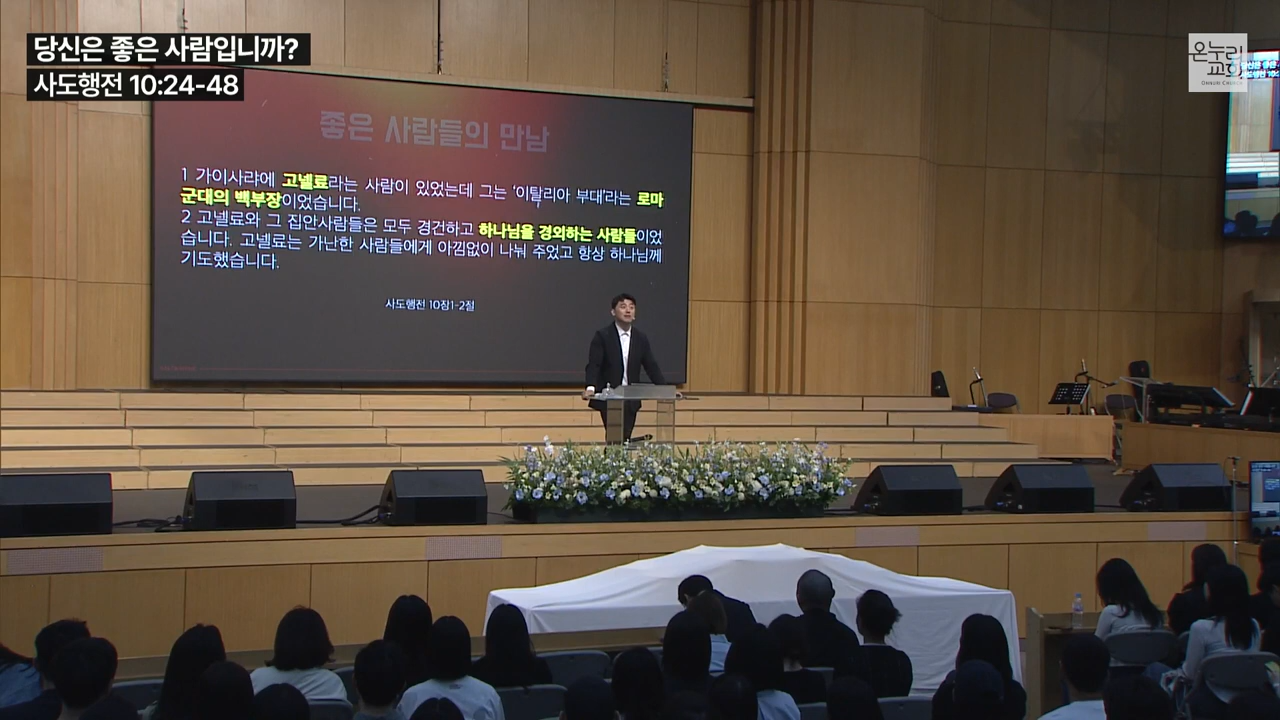 당신은 좋은 사람입니까?
사도행전 10:24-48
온누리
교회
ONNURI CHURCH
좋은 사람들의 만남
1 가이사랴에 고넬료라는 사람이 있었는데 그는 '이탈리아 부대'라는 로마
군대의 백부장이었습니다.
2 고넬료와 그 집안사람들은 모두 경건하고 하나님을 경외하는 사람들이었
습니다. 고넬료는 가난한 사람들에게 아낌없이 나눠 주었고 항상 하나님께
기도했습니다.
사도행전 10장1-2절